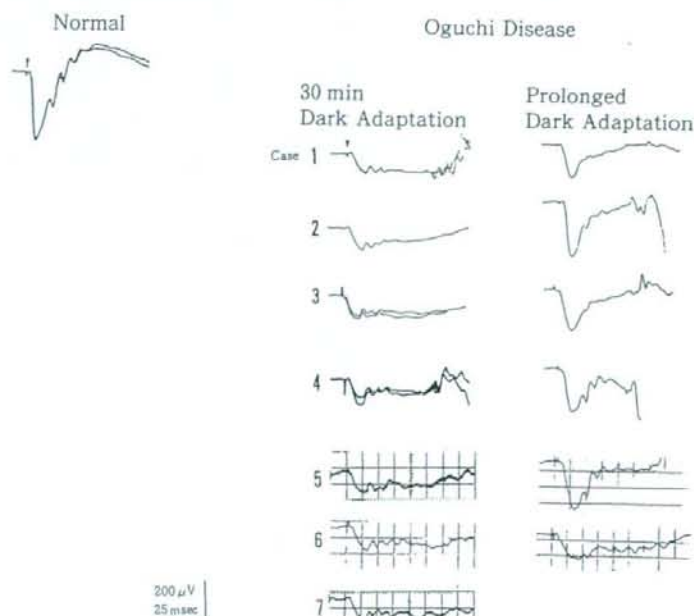 Normal
Oguchi Disease
30 min
Dark Adaptation
Prolonged
Dark Adaptation
Case 1
2
3
4
5
6
7
200 μV
25 msec